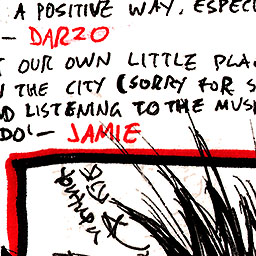 A POSITIVE WAY, ESPEC
— DARZO
OUR OWN LITTLE PLA
THE CITY (SORRY FOR S
D LISTENING TO THE MUS
DO! — JAMIE